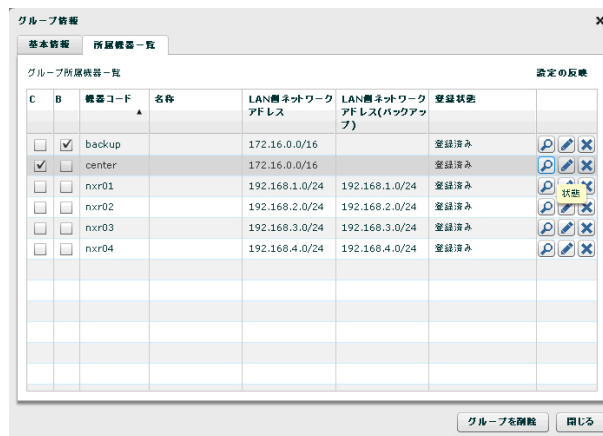 グループ情報
基本情報 所属機器一覧
グループ所属機器一覧 設定の反映
C B 機器コード 名称 LAN側ネットワークアドレス LAN側ネットワークアドレス(バックアップ) 登録状態
backup 172.16.0.0/16 登録済み
center 172.16.0.0/16 登録済み
nxr01 192.168.1.0/24 192.168.1.0/24 登録済み
状態
nxr02 192.168.2.0/24 192.168.2.0/24 登録済み
nxr03 192.168.3.0/24 192.168.3.0/24 登録済み
nxr04 192.168.4.0/24 192.168.4.0/24 登録済み
グループを削除 閉じる